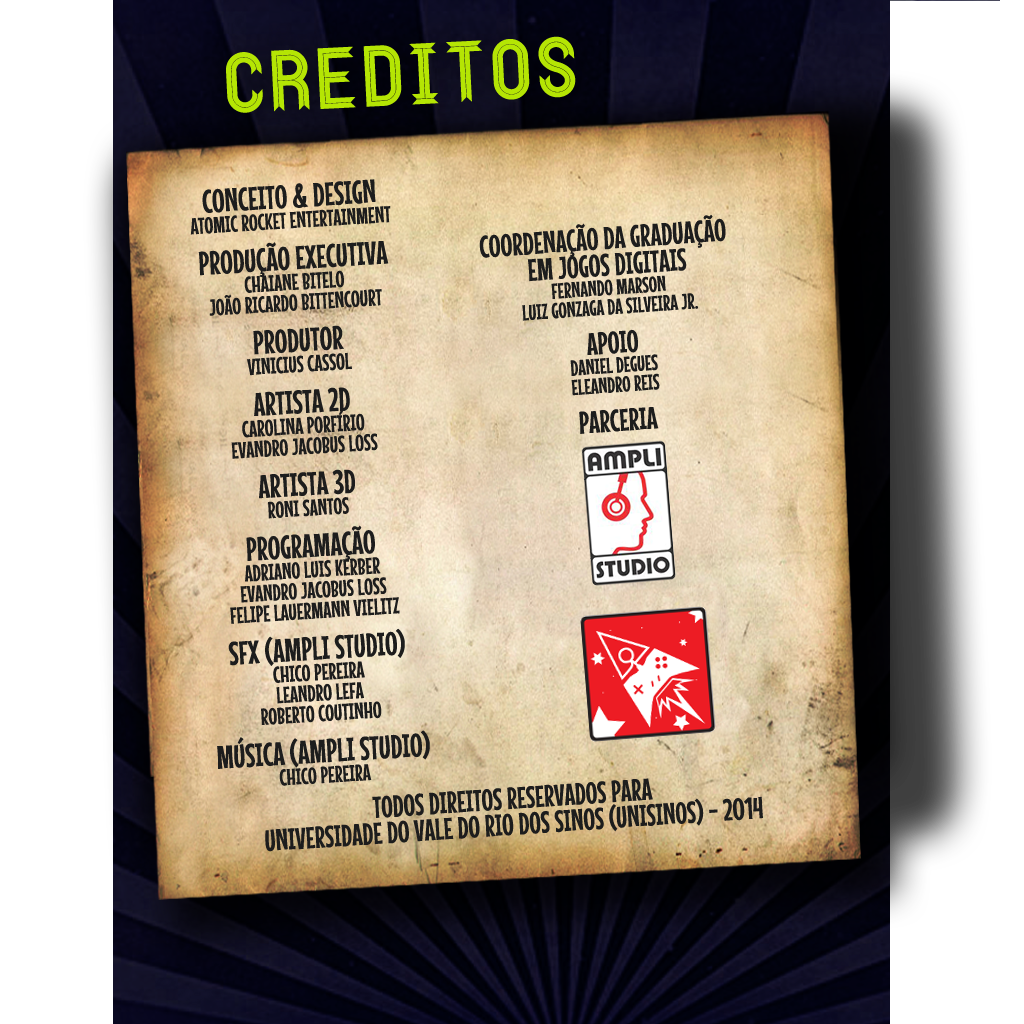 CREDITOS
CONCEITO & DESIGN
ATOMIC ROCKET ENTERTAINMENT
PRODUÇÃO EXECUTIVA
CHAIANE BITELO
JOÃO RICARDO BITTENCOURT
PRODUTOR
VINICIUS CASSOL
ARTISTA 2D
CAROLINA PORFÍRIO
EVANDRO JACOBUS LOSS
ARTISTA 3D
RONI SANTOS
PROGRAMAÇÃO
ADRIANO LUIS KERBER
EVANDRO JACOBUS LOSS
FELIPE LAUERMANN VIELITZ
SFX (AMPLI STUDIO)
CHICO PEREIRA
LEANDRO LEFA
ROBERTO COUTINHO
MÚSICA (AMPLI STUDIO)
CHICO PEREIRA
COORDENAÇÃO DA GRADUAÇÃO
EM JOGOS DIGITAIS
FERNANDO MARSON
LUIZ GONZAGA DA SILVEIRA JR.
APOIO
DANIEL DEGUES
ELEANDRO REIS
PARCERIA
AMPLI
STUDIO
TODOS DIREITOS RESERVADOS PARA
UNIVERSIDADE DO VALE DO RIO DOS SINOS (UNISINOS) - 2014